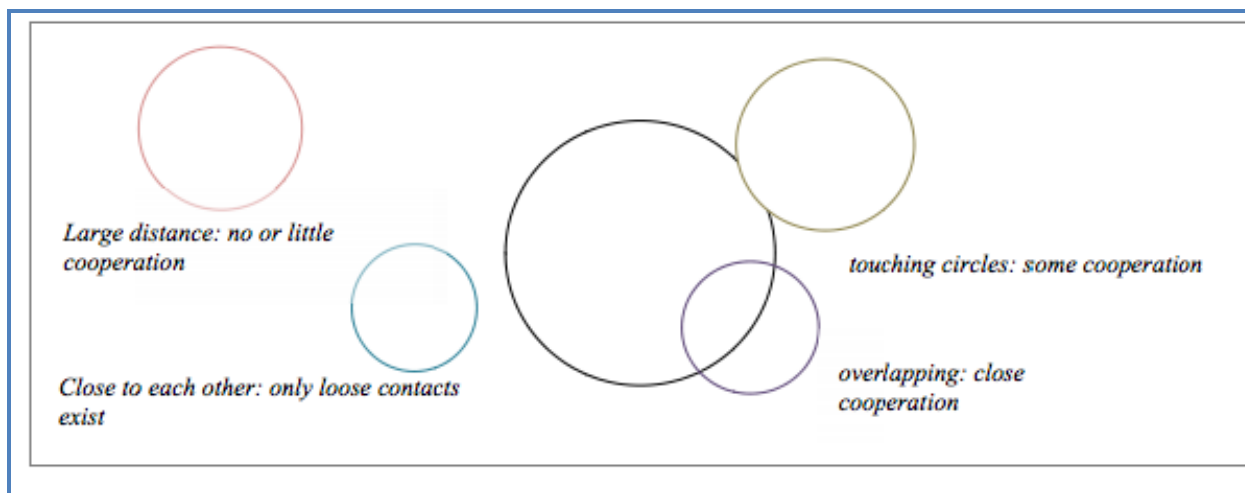 Large distance: no or little
cooperation
touching circles: some cooperation
Close to each other: only loose contacts
exist
overlapping: close
cooperation